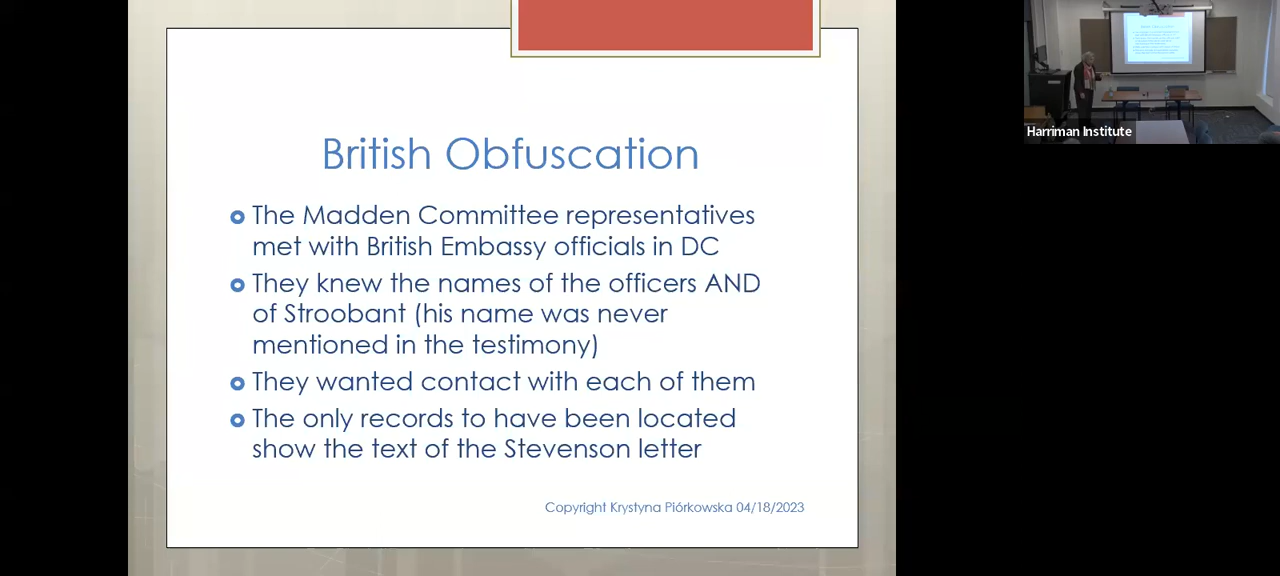 British Obfuscation
The Madden Committee representatives
met with British Embassy officials in DC
They knew the names of the officers AND
of Stroobant (his name was never
mentioned in the testimony)
They wanted contact with each of them
The only records to have been located
show the text of the Stevenson letter
Copyright Krystyna Piórkowska 04/18/2023
Harriman Institute